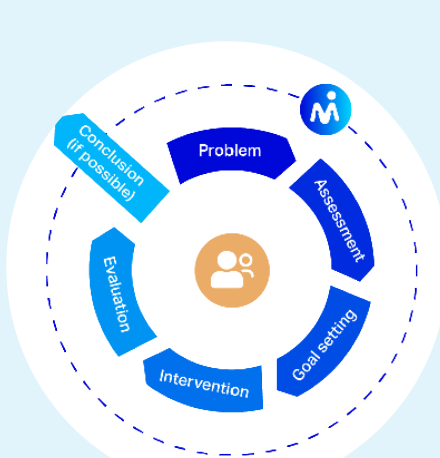 Problem
Assessment
Goal setting
Intervention
Evaluation
Conclusion
(if possible)